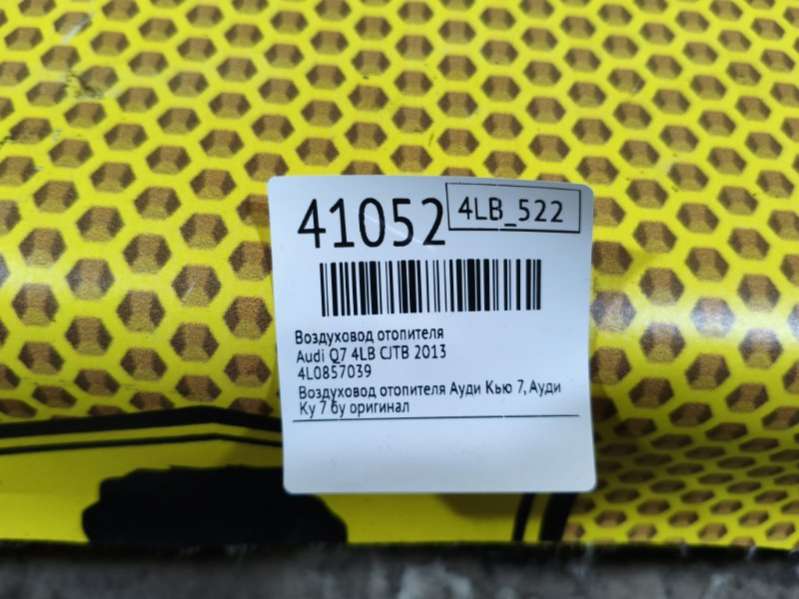 41052
4LB_522
Воздуховод отопителя
Audi Q7 4LB CJTB 2013
4L0857039
Воздуховод отопителя Ауди Кью 7, Ауди
Ку 7 бу оригинал